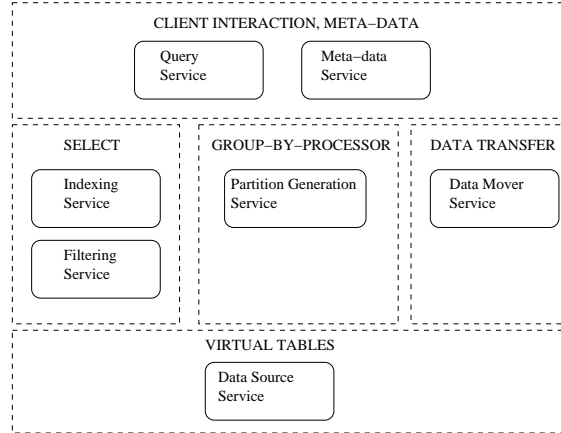 CLIENT INTERACTION, META−DATA
Query
Service
Meta−data
Service
SELECT
Indexing
Service
Filtering
Service
GROUP−BY−PROCESSOR
Partition Generation
Service
DATA TRANSFER
Data Mover
Service
VIRTUAL TABLES
Data Source
Service